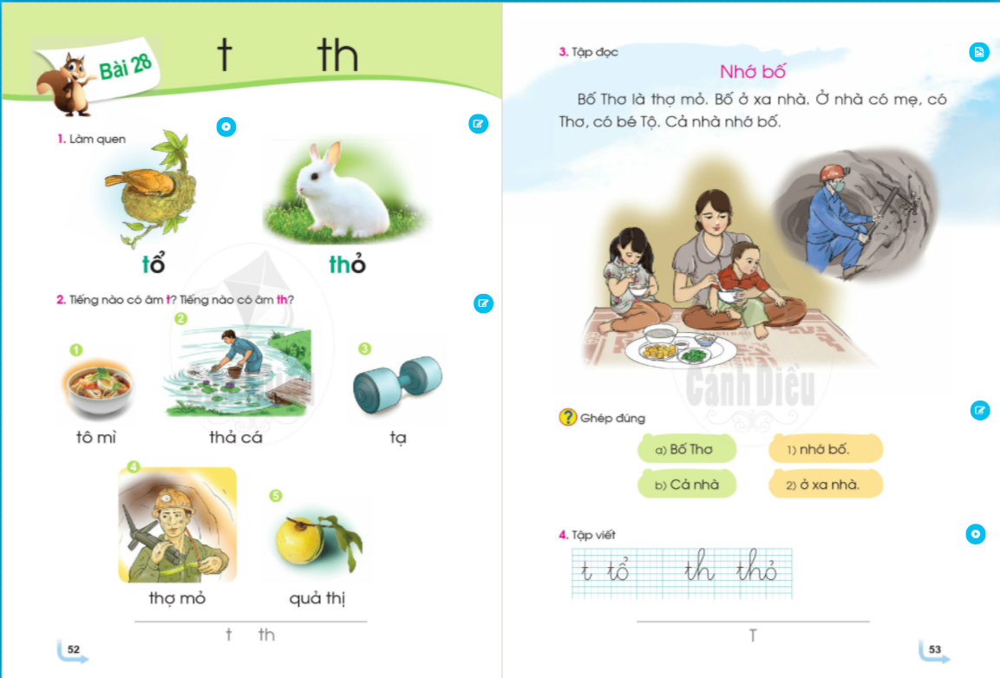 Bài 28
t th
1. Làm quen
tổ thỏ
2. Tiếng nào có âm t? Tiếng nào có âm th?
1
2
3
tô mì thả cá tạ
4
5
thợ mỏ quả thị
t th
52
3. Tập đọc
Nhớ bố
Bố Thơ là thợ mỏ. Bố ở xa nhà. Ở nhà có mẹ, có
Thơ, có bé Tộ. Cả nhà nhớ bố.
Cánh Diều
? Ghép đúng
a) Bố Thơ 1) nhớ bố.
b) Cả nhà 2) ở xa nhà.
4. Tập viết
t tổ th thỏ
T
53